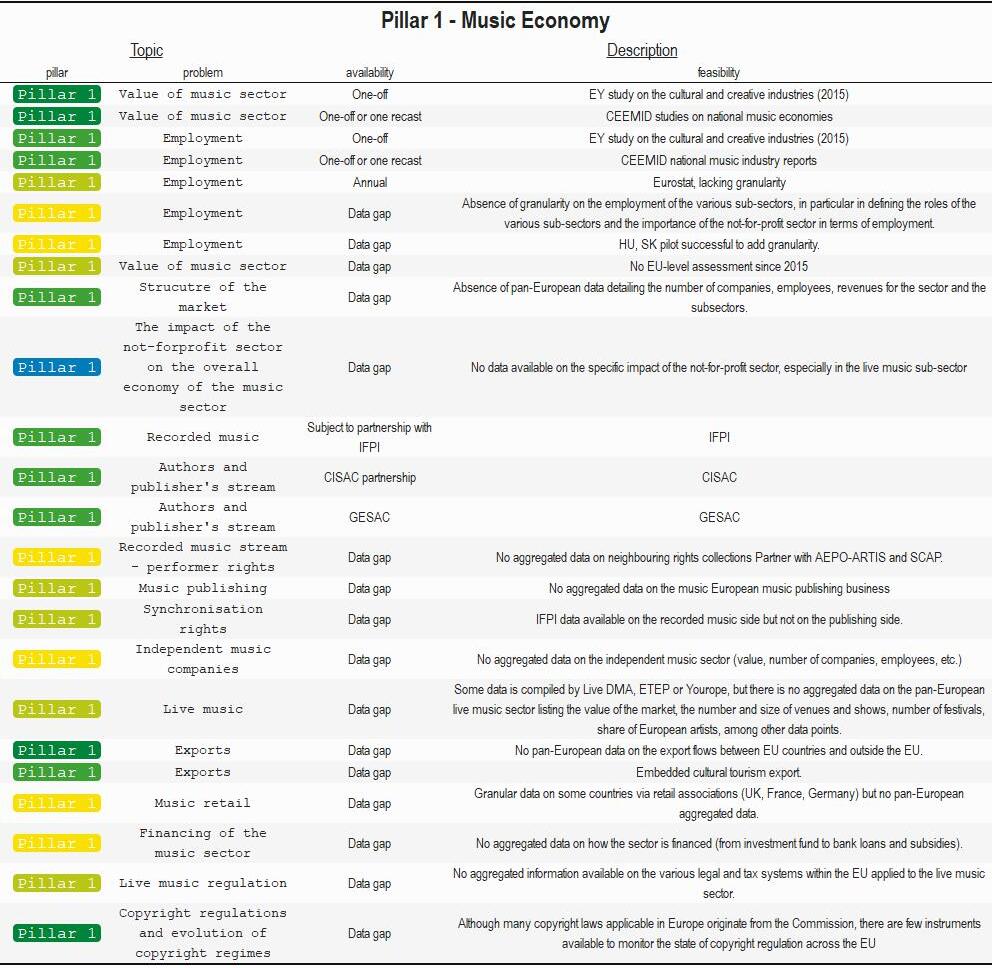 Pillar 1 - Music Economy
Topic Description
pillar problem availability feasibility
Pillar 1 Value of music sector One-off EY study on the cultural and creative industries (2015)
Pillar 1 Value of music sector One-off or one recast CEEMID studies on national music economies
Pillar 1 Employment One-off EY study on the cultural and creative industries (2015)
Pillar 1 Employment One-off or one recast CEEMID national music industry reports
Pillar 1 Employment Annual Eurostat, lacking granularity
Absence of granularity on the employment of the various sub-sectors, in particular in defining the roles of the
Pillar 1 Employment Data gap
various sub-sectors and the importance of the not-for-profit sector in terms of employment.
Pillar 1 Employment Data gap HU, SK pilot successful to add granularity.
Pillar 1 Value of music sector Data gap No EU-level assessment since 2015
Strucutre of the Absence of pan-European data detailing the number of companies, employees, revenues for the sector and the
Pillar 1 Data gap
market subsectors.
The impact of the
not-forprofit sector
Pillar 1 on the overall Data gap No data available on the specific impact of the not-for-profit sector, especially in the live music sub-sector
economy of the music
sector
Subject to partnership with
Pillar 1 Recorded music IFPI
IFPI
Authors and
Pillar 1 CISAC partnership CISAC
publisher's stream
Authors and
Pillar 1 GESAC GESAC
publisher's stream
Recorded music stream
Pillar 1 Data gap No aggregated data on neighbouring rights collections Partner with AEPO-ARTIS and SCAP.
– performer rights
Pillar 1 Music publishing Data gap No aggregated data on the music European music publishing business
Synchronisation
Pillar 1 Data gap IFPI data available on the recorded music side but not on the publishing side.
rights
Independent music
Pillar 1 Data gap No aggregated data on the independent music sector (value, number of companies, employees, etc.)
companies
Some data is compiled by Live DMA, ETEP or Yourope, but there is no aggregated data on the pan-European
Pillar 1 Live music Data gap live music sector listing the value of the market, the number and size of venues and shows, number of festivals,
share of European artists, among other data points.
Pillar 1 Exports Data gap No pan-European data on the export flows between EU countries and outside the EU.
Pillar 1 Exports Data gap Embedded cultural tourism export.
Granular data on some countries via retail associations (UK, France, Germany) but no pan-European
Pillar 1 Music retail Data gap
aggregated data.
Financing of the
Pillar 1 Data gap No aggregated data on how the sector is financed (from investment fund to bank loans and subsidies).
music sector
No aggregated information available on the various legal and tax systems within the EU applied to the live music
Pillar 1 Live music regulation Data gap
sector.
Copyright regulations
Although many copyright laws applicable in Europe originate from the Commission, there are few instruments
Pillar 1 and evolution of Data gap
available to monitor the state of copyright regulation across the EU
copyright regimes